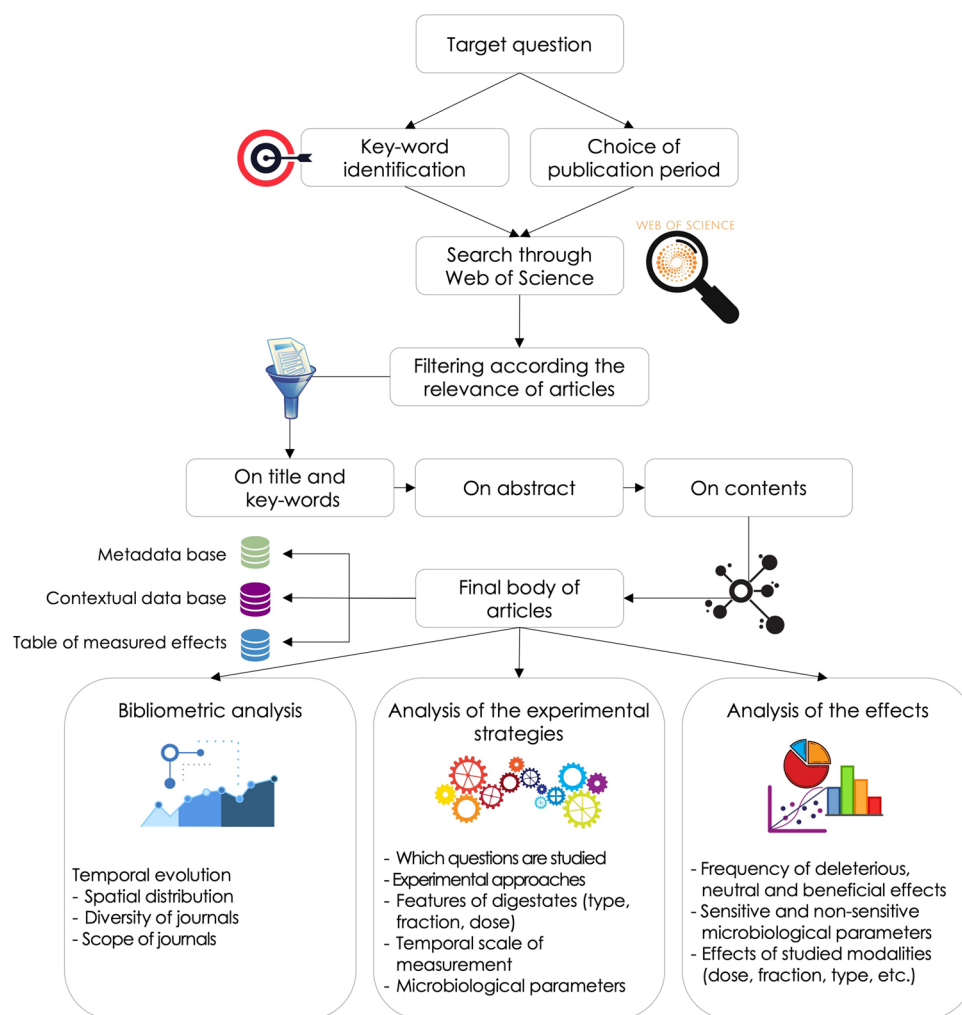 Target question
Key-word
identification
Choice of
publication period
WEB OF SCIENCE
Search through
Web of Science
Filtering according the
relevance of articles
On title and
key-words
On abstract
On contents
Metadata base
Contextual data base
Table of measured effects
Final body of
articles
Bibliometric analysis
Temporal evolution
- Spatial distribution
- Diversity of journals
- Scope of journals
Analysis of the experimental
strategies
- Which questions are studied
- Experimental approaches
- Features of digestates (type,
fraction, dose)
- Temporal scale of
measurement
- Microbiological parameters
Analysis of the effects
- Frequency of deleterious,
neutral and beneficial effects
- Sensitive and non-sensitive
microbiological parameters
- Effects of studied modalities
(dose, fraction, type, etc.)